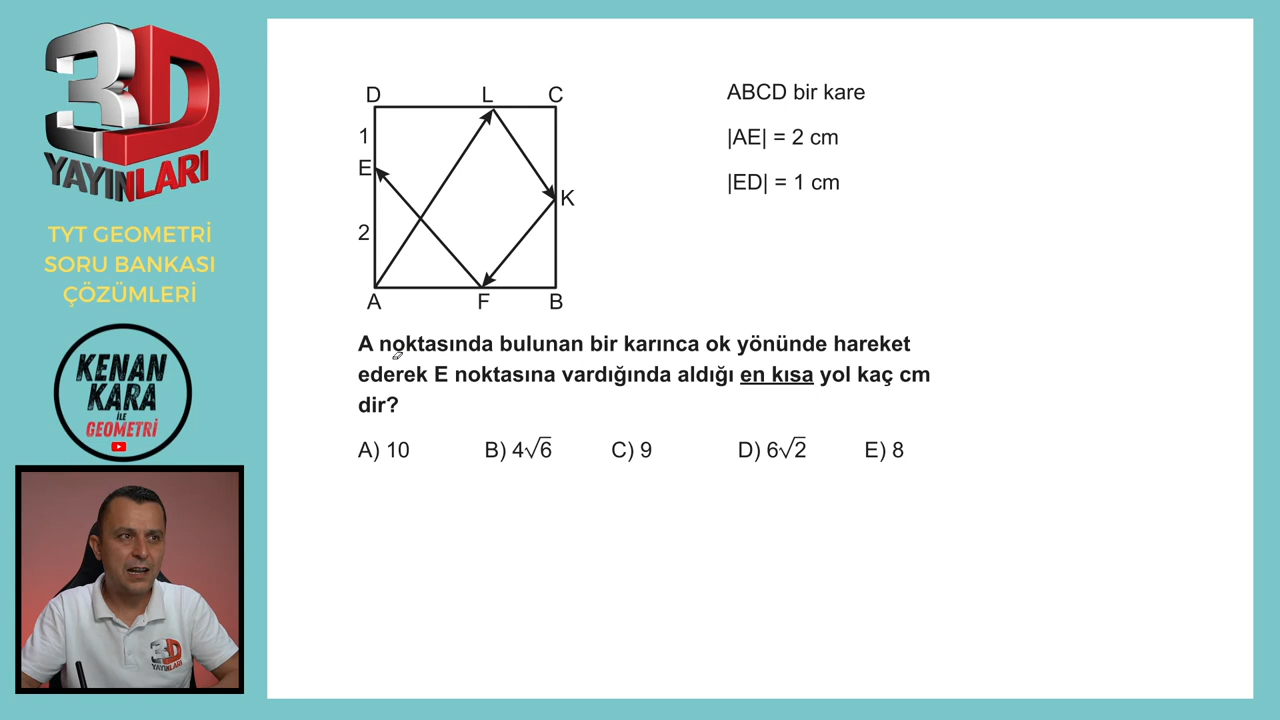 3D
YAYINLARI
TYT GEOMETRİ
SORU BANKASI
ÇÖZÜMLERİ
KENAN
KARA
İLE
GEOMETRİ
3D
YAYINLARI
D L C
1
E
K
2
A F B
ABCD bir kare
|AE| = 2 cm
|ED| = 1 cm
A noktasında bulunan bir karınca ok yönünde hareket
ederek E noktasına vardığında aldığı en kısa yol kaç cm
dir?
A) 10 B) 4√6 C) 9 D) 6√2 E) 8